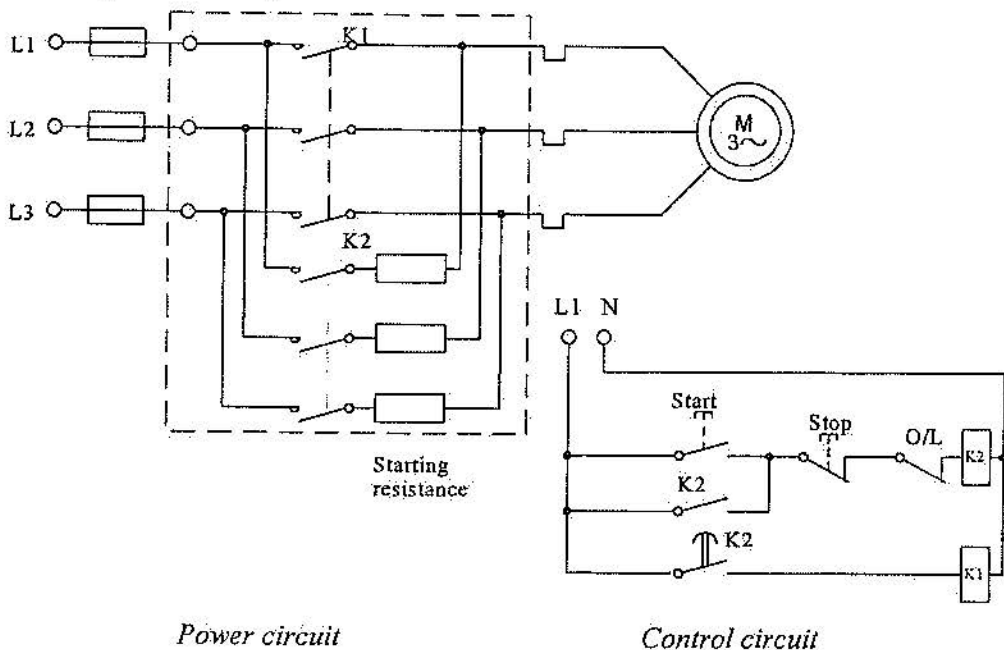 L1
K1
L2
M
3~
L3
K2
L1 N
Start
Stop
O/L
K2
K2
Starting
resistance
K2
K1
Power circuit
Control circuit